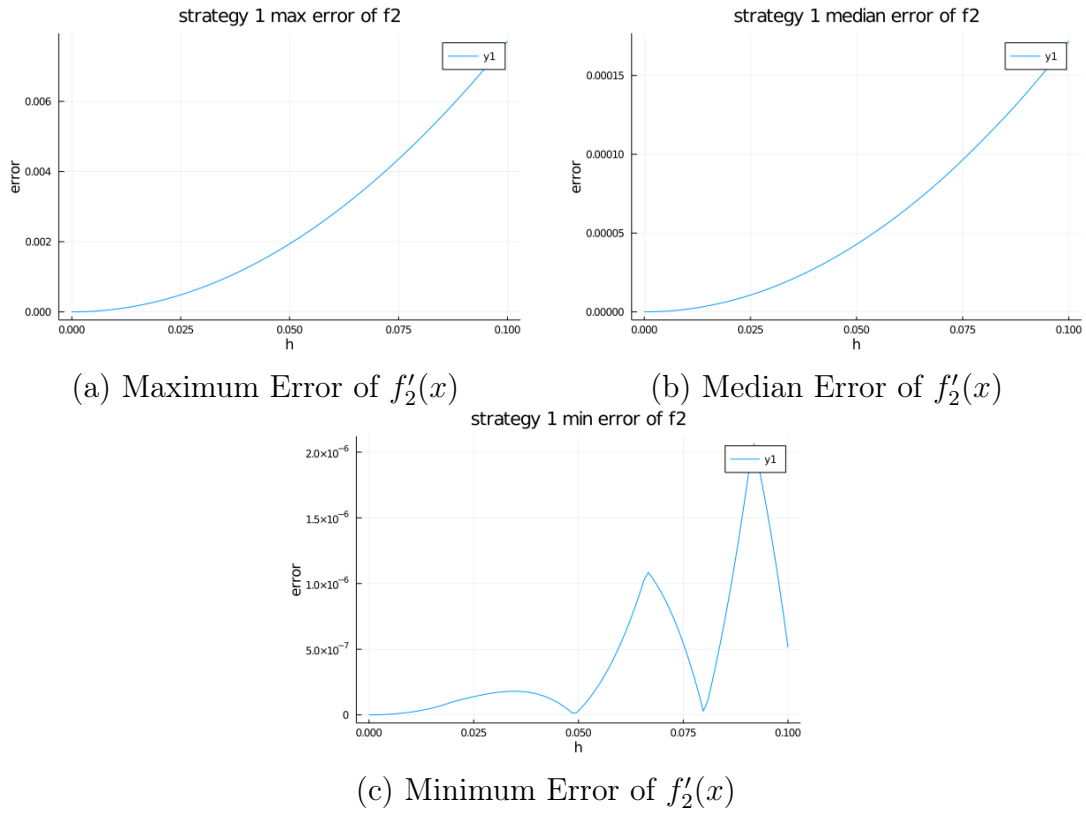 strategy 1 max error of f2
y1
0.006
0.004
0.002
0.000
error
0.000 0.025 0.050 0.075 0.100
h
(a) Maximum Error of f′₂(x)
strategy 1 median error of f2
y1
0.00015
0.00010
0.00005
0.00000
error
0.000 0.025 0.050 0.075 0.100
h
(b) Median Error of f′₂(x)
strategy 1 min error of f2
y1
2.0×10⁻⁶
1.5×10⁻⁶
1.0×10⁻⁶
5.0×10⁻⁷
0
error
0.000 0.025 0.050 0.075 0.100
h
(c) Minimum Error of f′₂(x)